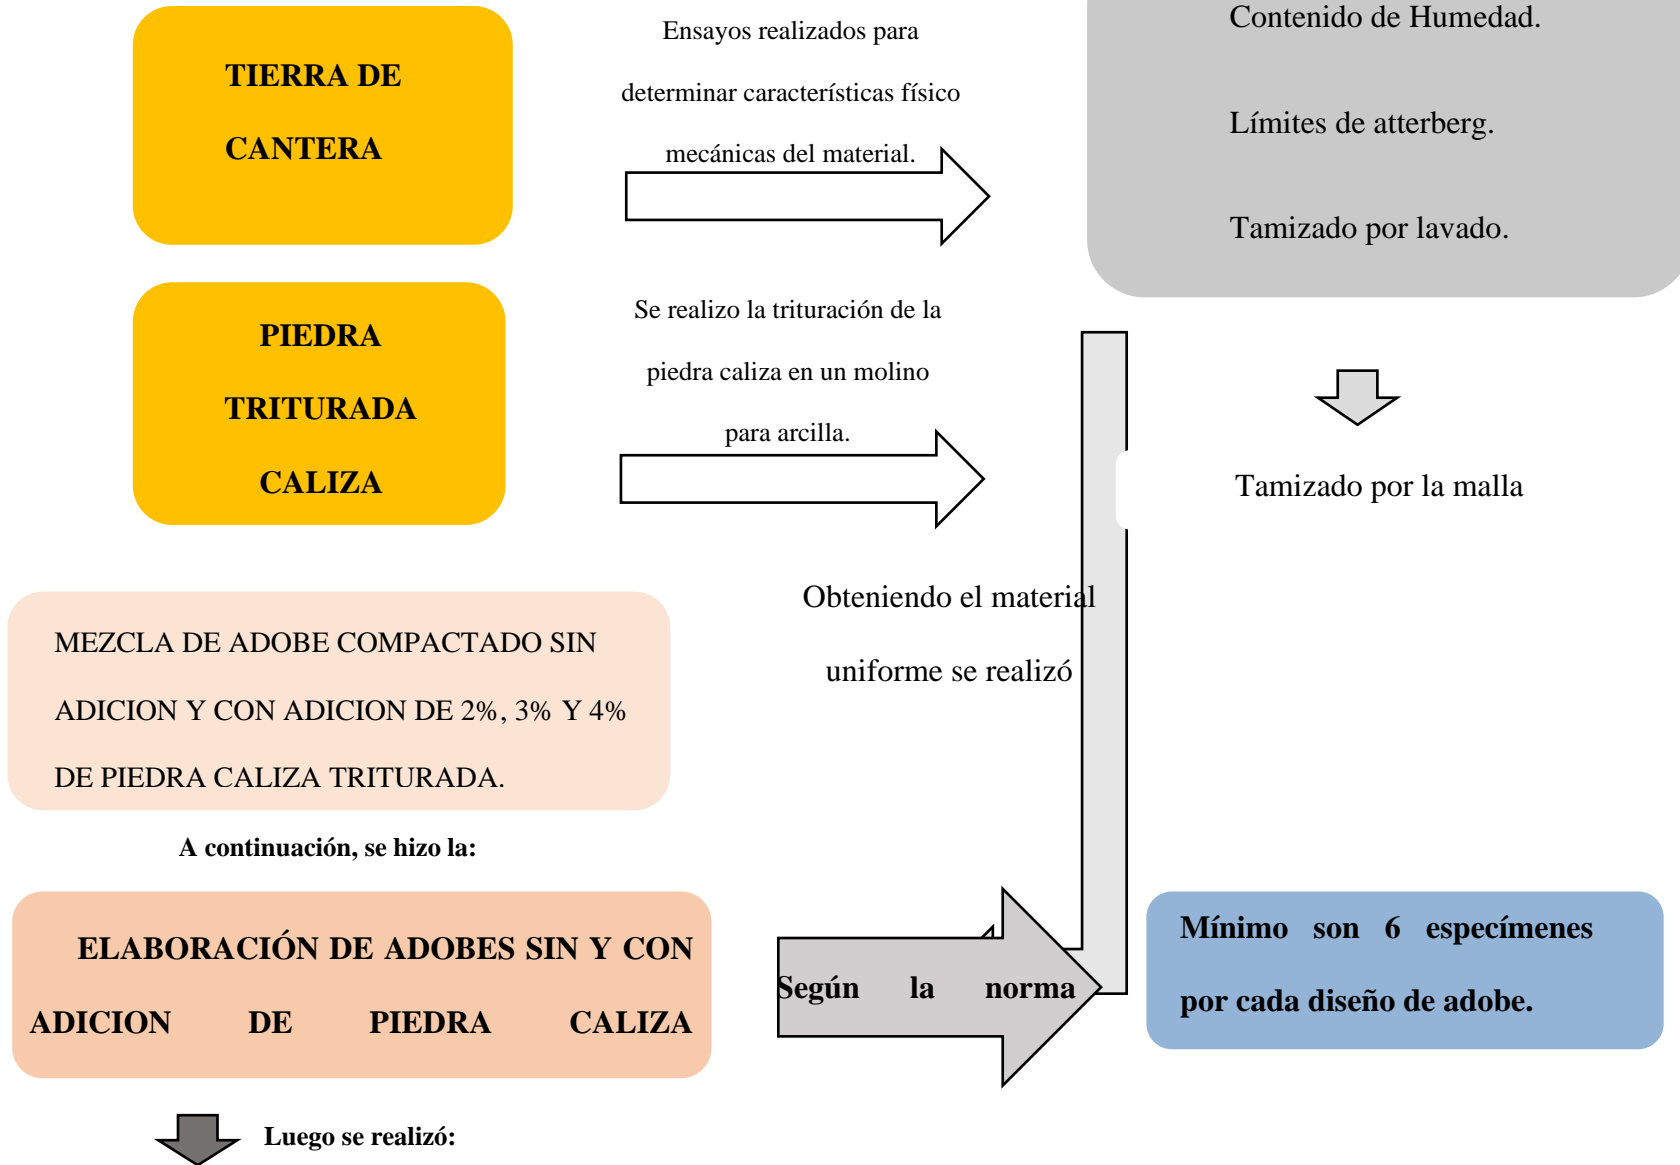 TIERRA DE
CANTERA
Ensayos realizados para
determinar características físico
mecánicas del material.
Contenido de Humedad.
Límites de atterberg.
Tamizado por lavado.
PIEDRA
TRITURADA
CALIZA
Se realizo la trituración de la
piedra caliza en un molino
para arcilla.
Tamizado por la malla
Obteniendo el material
uniforme se realizó
MEZCLA DE ADOBE COMPACTADO SIN
ADICION Y CON ADICION DE 2%, 3% Y 4%
DE PIEDRA CALIZA TRITURADA.
A continuación, se hizo la:
ELABORACIÓN DE ADOBES SIN Y CON
ADICION DE PIEDRA CALIZA
Según la norma
Mínimo son 6 especímenes
por cada diseño de adobe.
Luego se realizó: